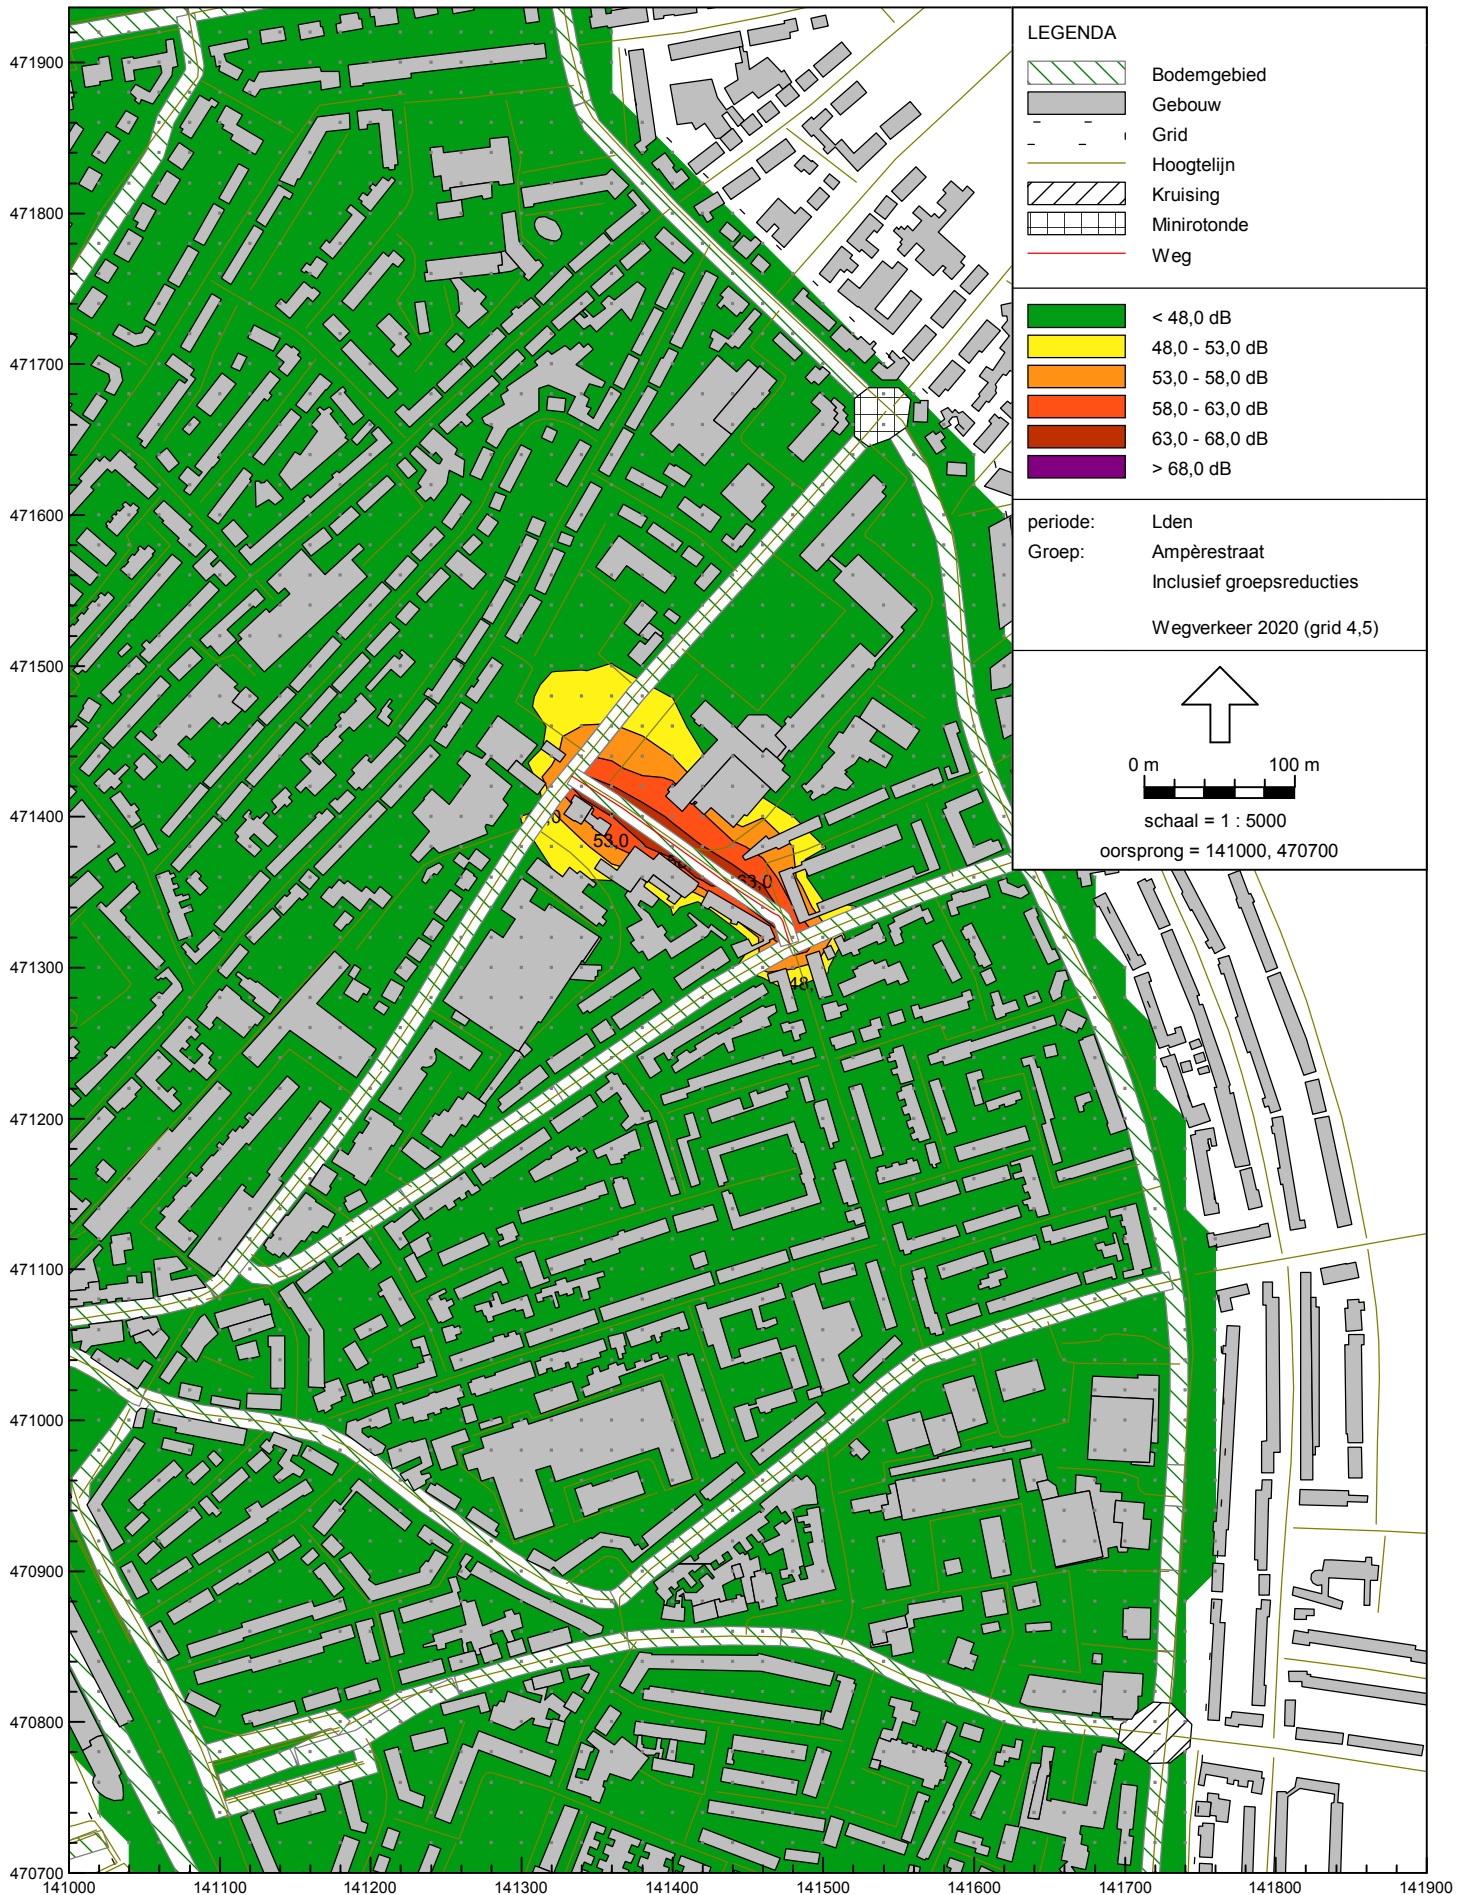 LEGENDA
Bodemgebied
Gebouw
Grid
Hoogtelijn
Kruising
Minirotonde
Weg
< 48,0 dB
48,0 - 53,0 dB
53,0 - 58,0 dB
58,0 - 63,0 dB
63,0 - 68,0 dB
> 68,0 dB
periode: Lden
Groep: Ampèrestraat
Inclusief groepsreducties
Wegverkeer 2020 (grid 4,5)
0 m 100 m
schaal = 1 : 5000
oorsprong = 141000, 470700
471900
471800
471700
471600
471500
471400
471300
471200
471100
471000
470900
470800
470700
53,0
63,0
48,
141000 141100 141200 141300 141400 141500 141600 141700 141800 141900